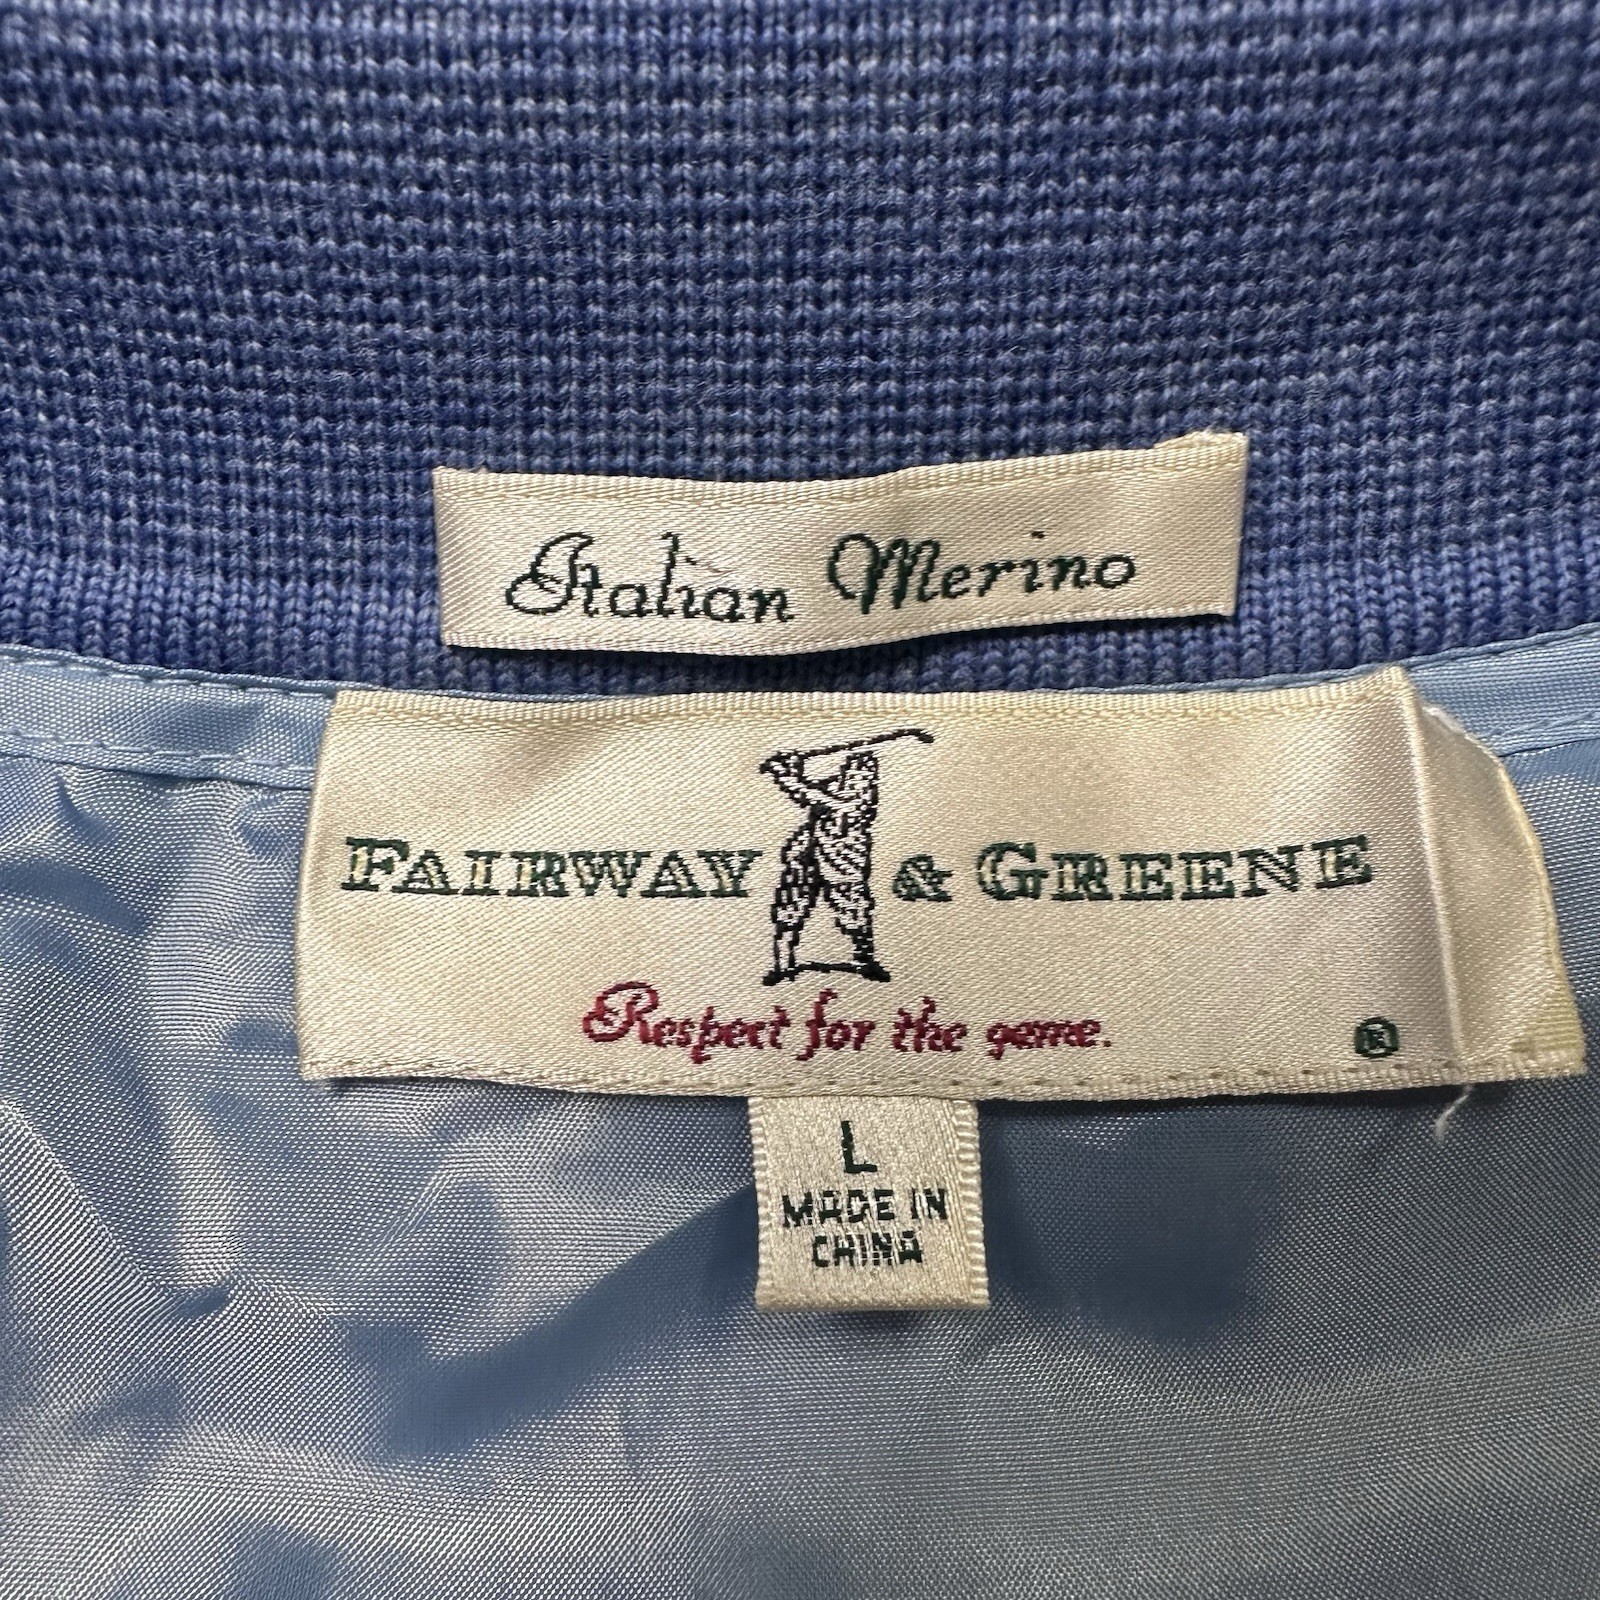 Italian Merino
FAIRWAY & GREENE
Respect for the game.
®
L
MADE IN
CHINA